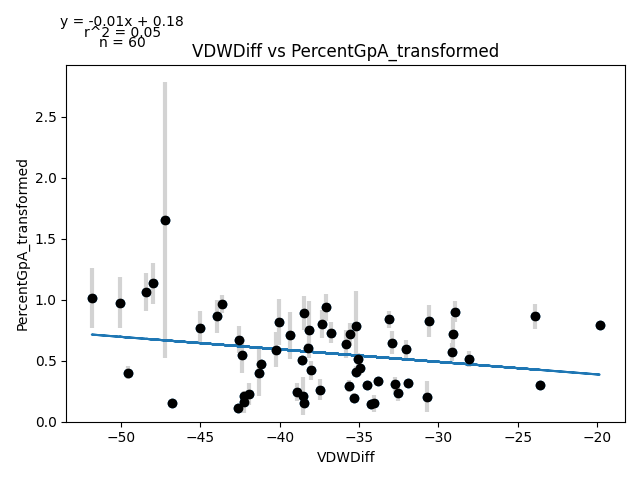 y = -0.01x + 0.18
r^2 = 0.05
n = 60
VDWDiff vs PercentGpA_transformed
PercentGpA_transformed
2.5
2.0
1.5
1.0
0.5
0.0
−50
−45
−40
−35
−30
−25
−20
VDWDiff